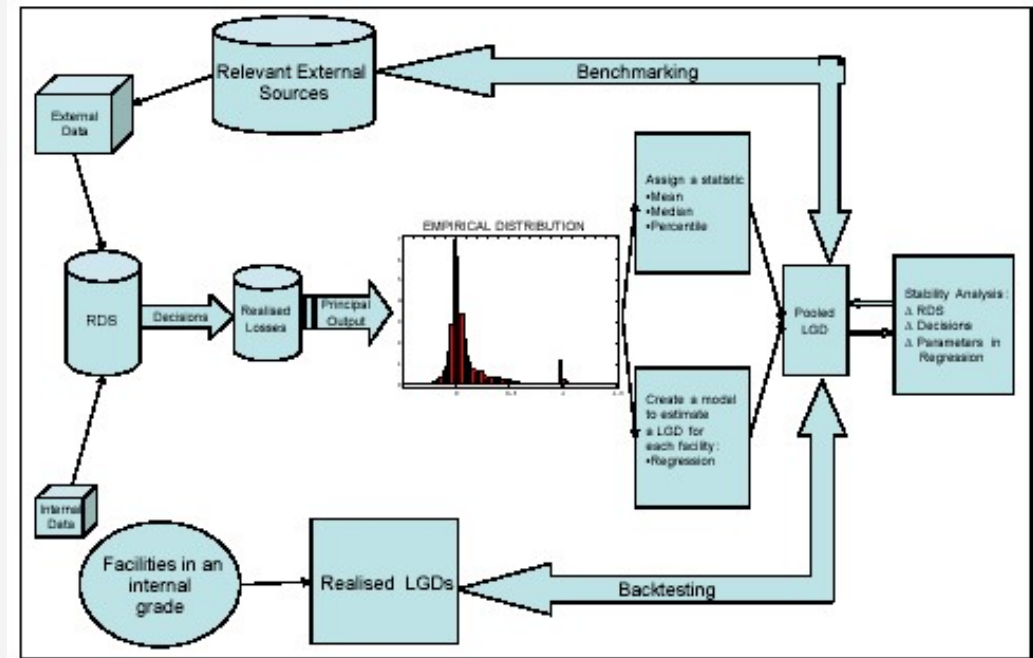 Relevant External
Sources
Benchmarking
External
Data
Assign a statistic
•Mean
•Median
•Percentile
EMPIRICAL DISTRIBUTION
RDS
Decisions
Realised
Losses
Principal
Output
Pooled
LGD
Stability Analysis:
Δ RDS
Δ Decisions
Δ Parameters in
Regression
0
Create a model
to estimate
a LGD for
each facility:
•Regression
Internal
Data
Facilities in an
internal
grade
Realised LGDs
Backtesting